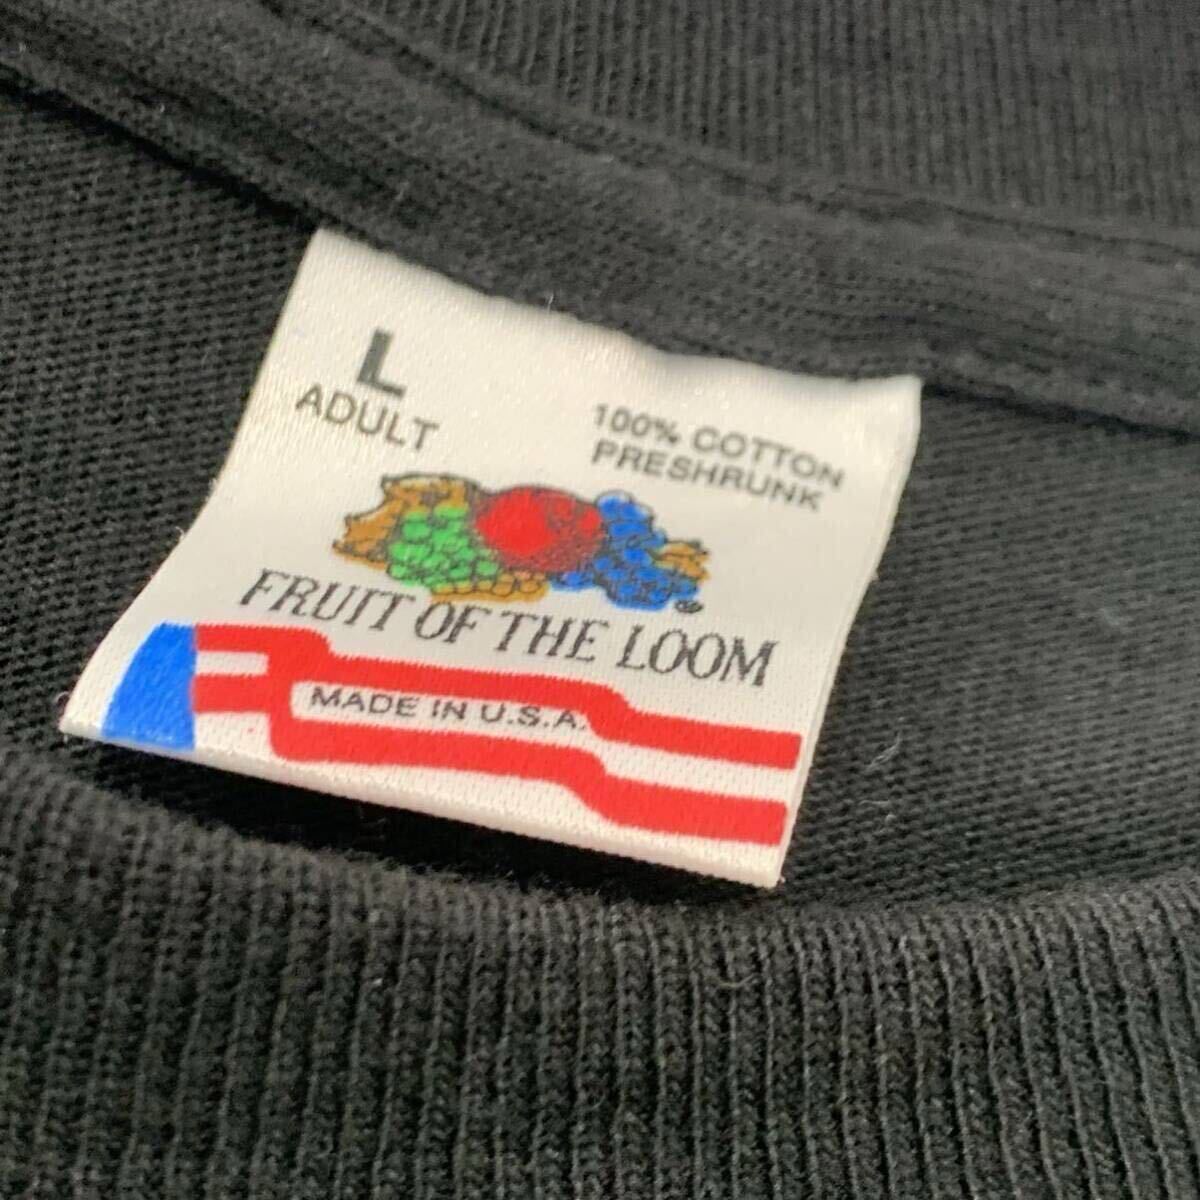 L
ADULT
100% COTTON
PRESHRUNK
FRUIT OF THE LOOM
MADE IN U.S.A.